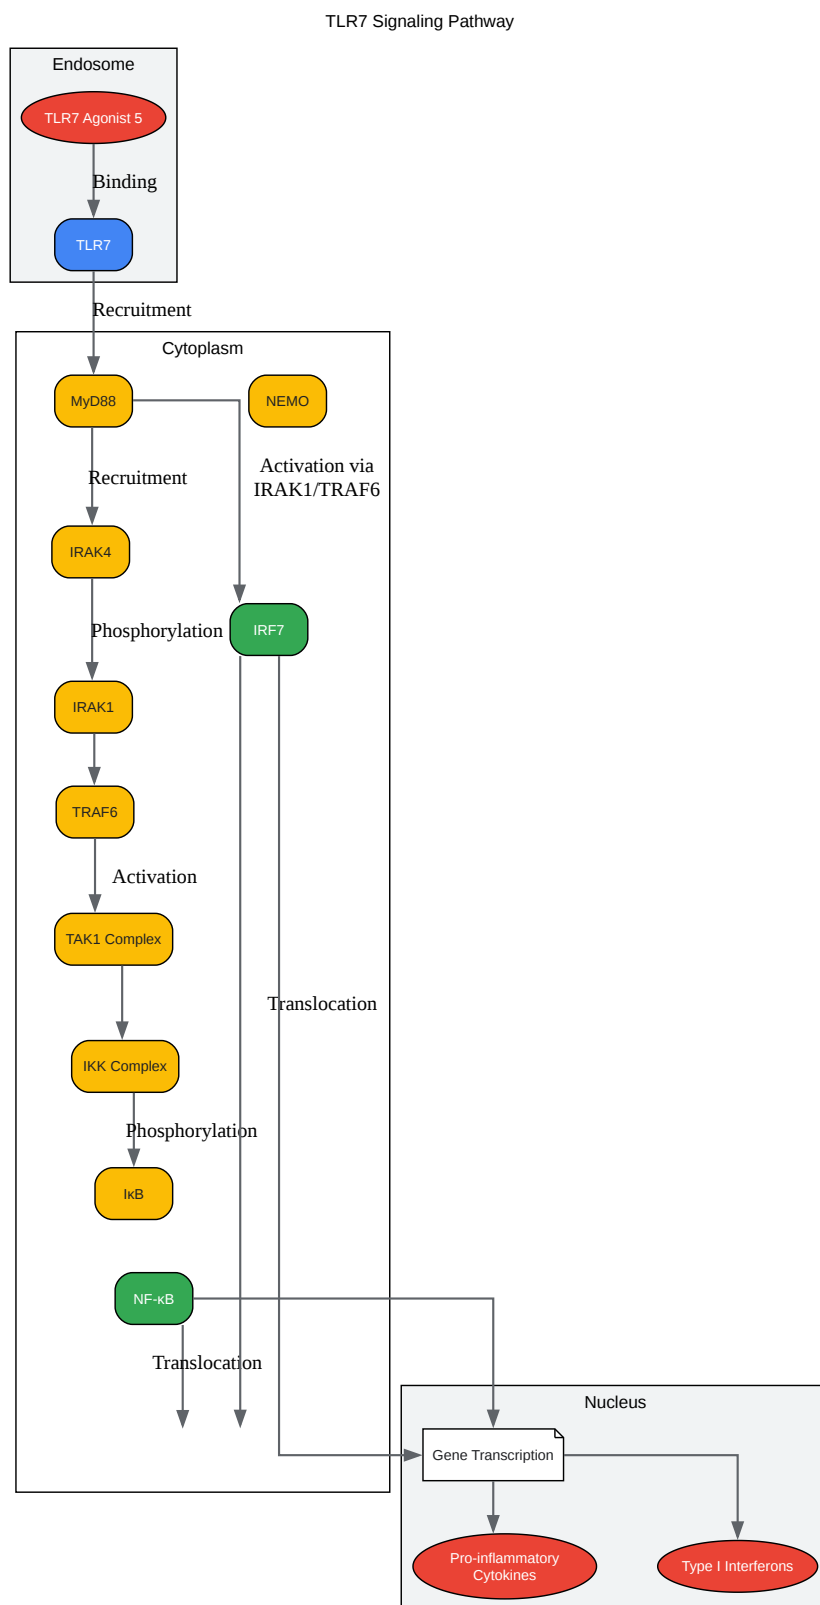 TLR7 Signaling Pathway
Endosome
TLR7 Agonist 5
Binding
TLR7
Recruitment
Cytoplasm
MyD88
NEMO
Activation via
IRAK1/TRAF6
Recruitment
IRAK4
Phosphorylation
IRF7
IRAK1
TRAF6
Activation
TAK1 Complex
Translocation
IKK Complex
Phosphorylation
IκB
NF-κB
Translocation
Nucleus
Gene Transcription
Pro-inflammatory
Cytokines
Type I Interferons